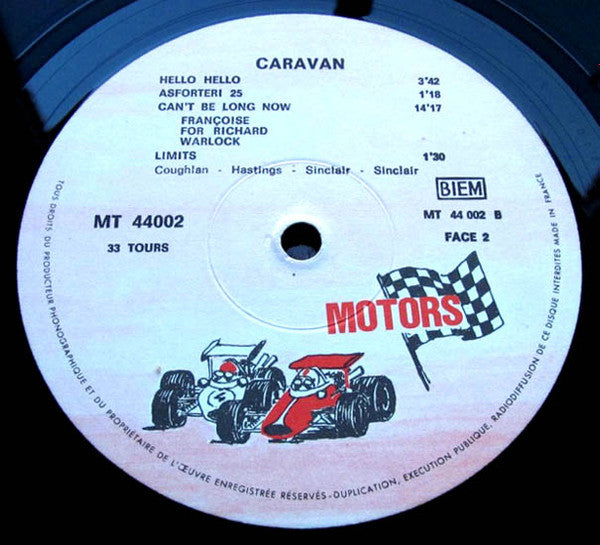 CARAVAN
HELLO HELLO 3'42
ASFORTERI 25 1'18
CAN'T BE LONG NOW 14'17
FRANÇOISE
FOR RICHARD
WARLOCK
LIMITS 1'30
Coughlan - Hastings - Sinclair - Sinclair
BIEM
MT 44002
MT 44 002 B
33 TOURS
FACE 2
MOTORS
TOUS DROITS DU PRODUCTEUR PHONOGRAPHIQUE ET DU PROPRIÉTAIRE DE L'ŒUVRE ENREGISTRÉE RÉSERVÉS - DUPLICATION, EXECUTION PUBLIQUE, RADIODIFFUSION DE CE DISQUE INTERDITES MADE IN FRANCE